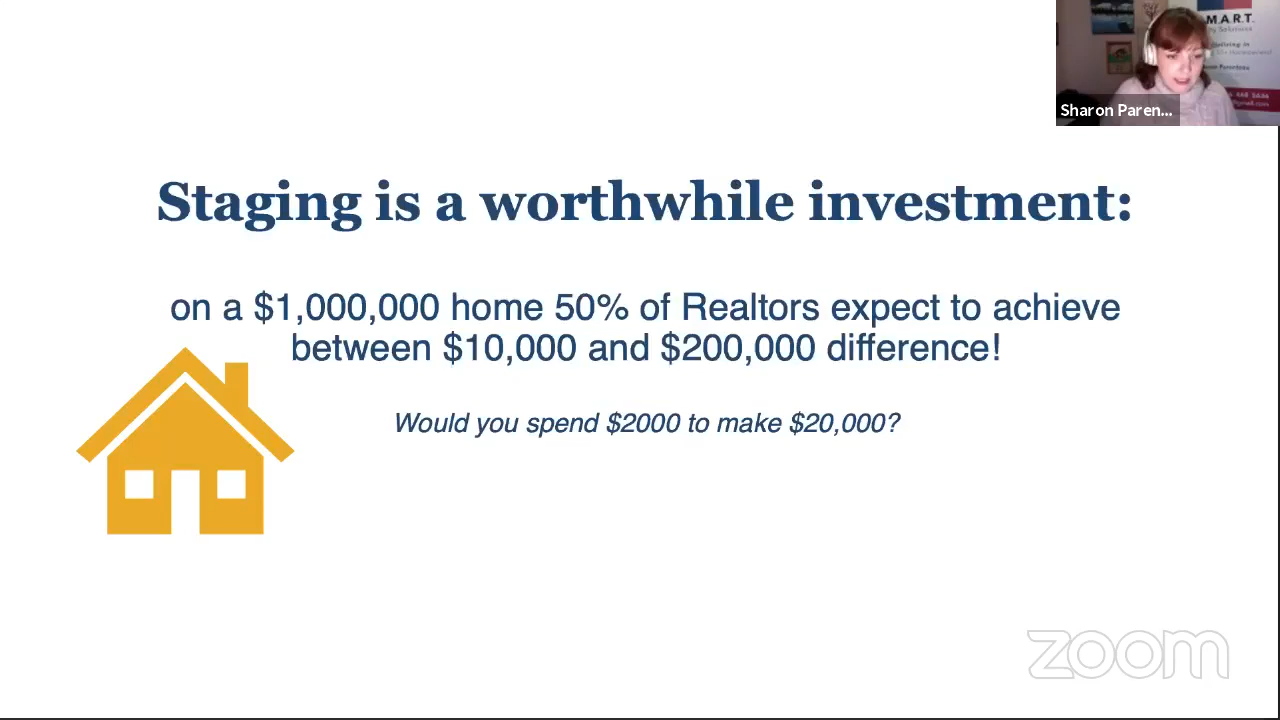 M.A.R.T.
Sharon Paren...
Staging is a worthwhile investment:
on a $1,000,000 home 50% of Realtors expect to achieve
between $10,000 and $200,000 difference!
Would you spend $2000 to make $20,000?
zoom